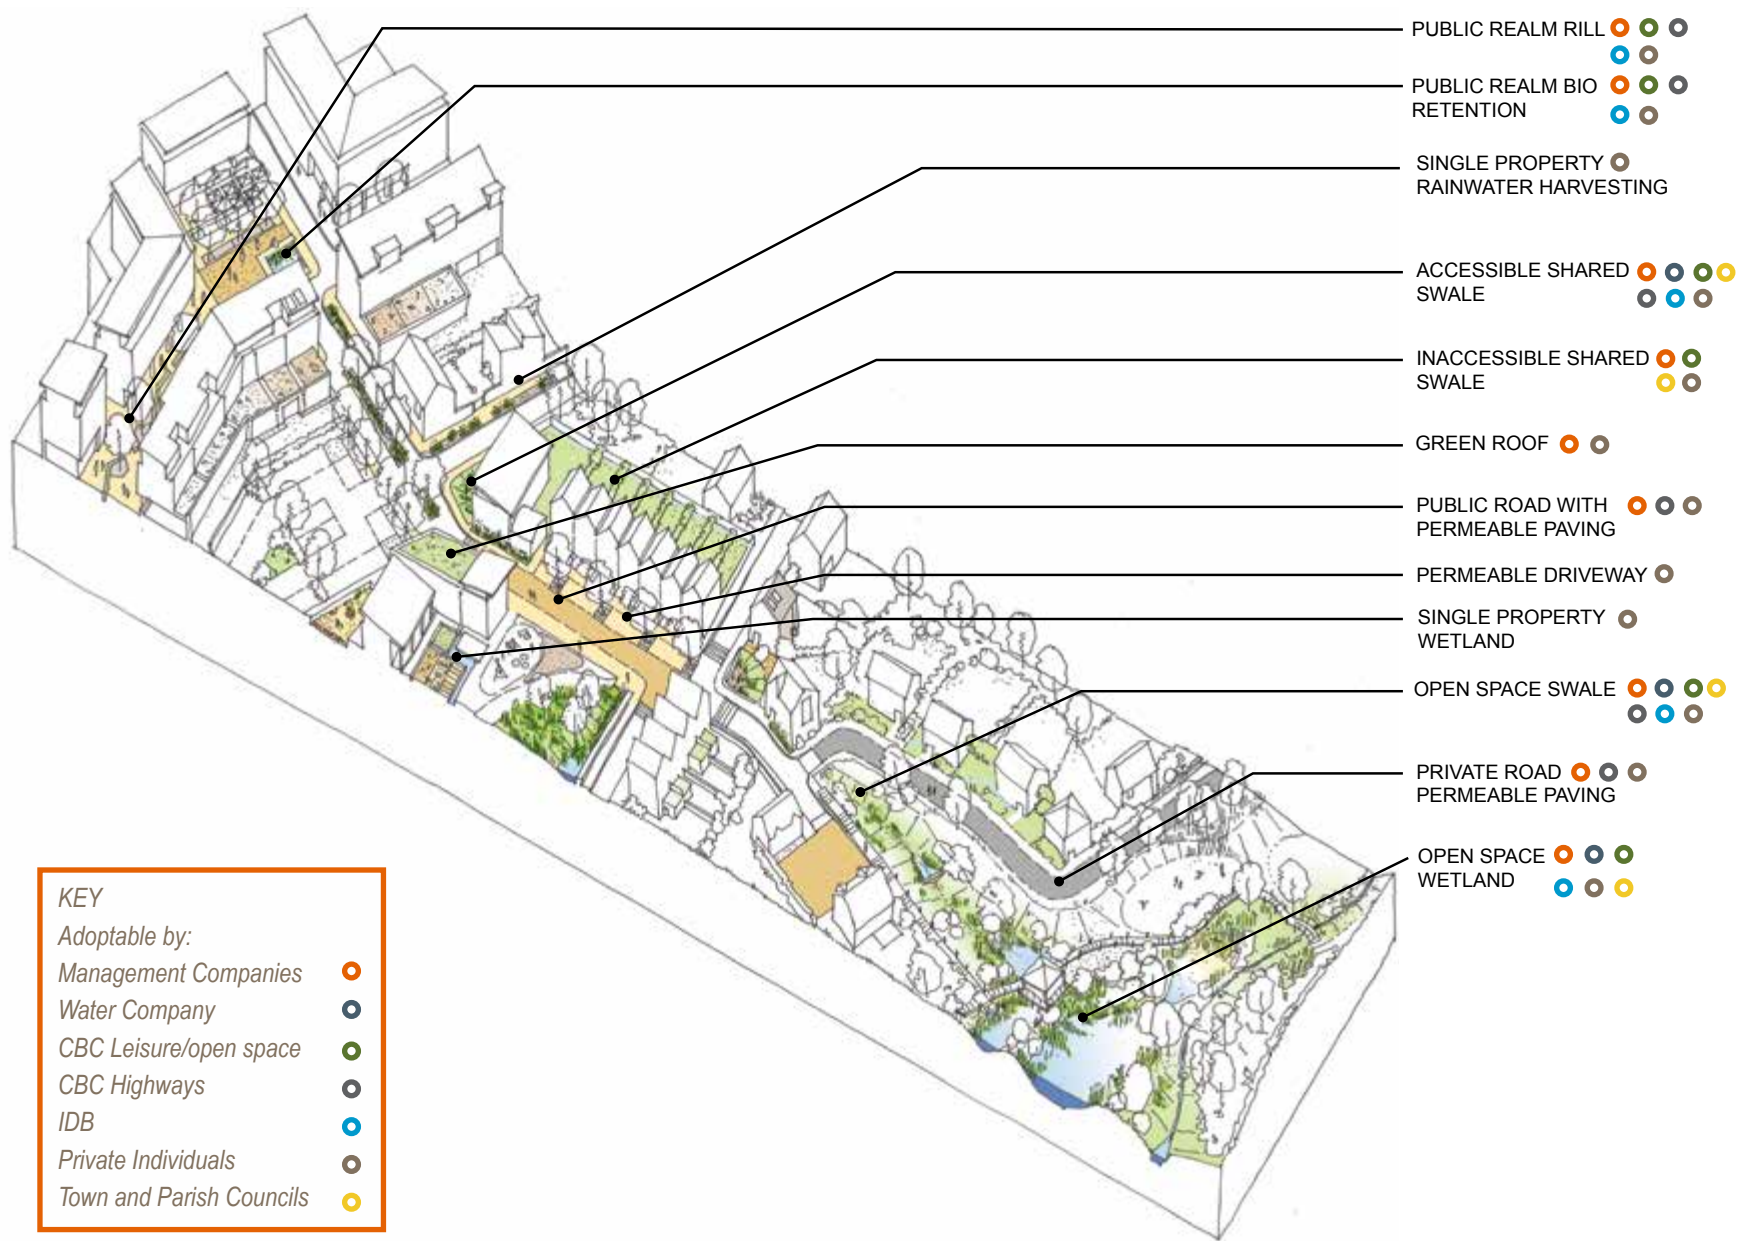 PUBLIC REALM RILL
PUBLIC REALM BIO
RETENTION
SINGLE PROPERTY
RAINWATER HARVESTING
ACCESSIBLE SHARED
SWALE
INACCESSIBLE SHARED
SWALE
GREEN ROOF
PUBLIC ROAD WITH
PERMEABLE PAVING
PERMEABLE DRIVEWAY
SINGLE PROPERTY
WETLAND
OPEN SPACE SWALE
PRIVATE ROAD
PERMEABLE PAVING
OPEN SPACE
WETLAND
KEY
Adoptable by:
Management Companies
Water Company
CBC Leisure/open space
CBC Highways
IDB
Private Individuals
Town and Parish Councils